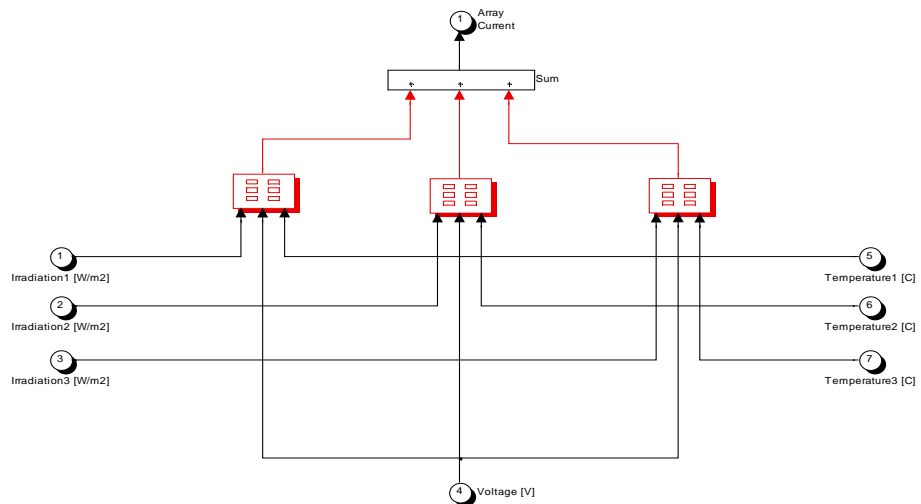 1
Array
Current
Sum
+ + +
1
Irradiation1 [W/m2]
5
Temperature1 [C]
2
Irradiation2 [W/m2]
6
Temperature2 [C]
3
Irradiation3 [W/m2]
7
Temperature3 [C]
4
Voltage [V]